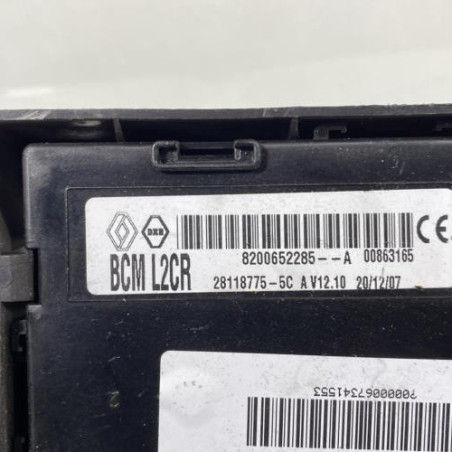 8200652285--A 00863165
BCM L2CR 28118775-5C A V12.10 20/12/07
70000067341553